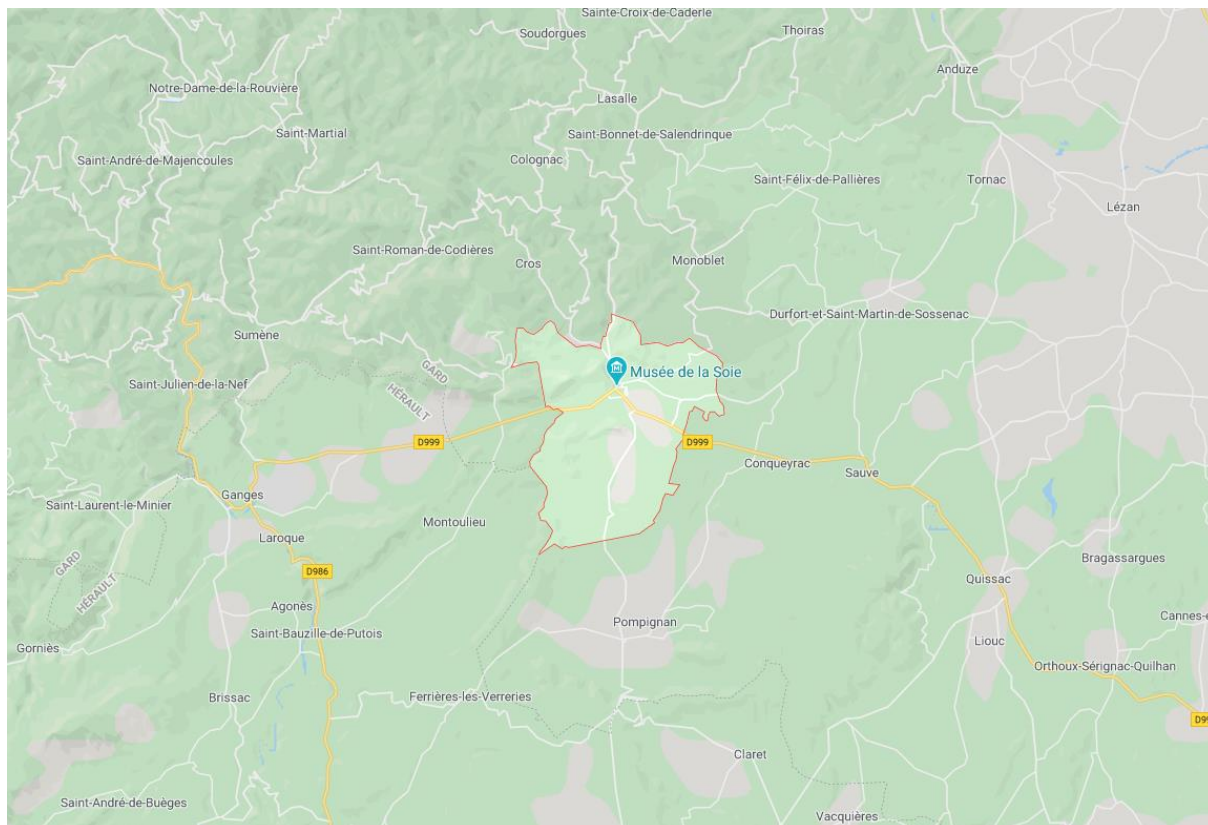 Sainte-Croix-de-Caderle
Soudorgues
Thoiras
Anduze
Notre-Dame-de-la-Rouvière
Lasalle
Saint-Martial
Saint-Bonnet-de-Salendrinque
Saint-André-de-Majencoules
Colognac
Saint-Félix-de-Pallières
Tornac
Lézan
Saint-Roman-de-Codières
Cros
Monoblet
Durfort-et-Saint-Martin-de-Sossenac
Sumène
GARD
HÉRAULT
Musée de la Soie
Saint-Julien-de-la-Nef
D999
D999
Conqueyrac
Sauve
Ganges
Saint-Laurent-le-Minier
Montoulieu
Laroque
GARD
HÉRAULT
D986
Bragassargues
Quissac
Agonès
Pompignan
Cannes-e
Saint-Bauzille-de-Putois
Liouc
Gorniès
Orthoux-Sérignac-Quilhan
Brissac
Ferrières-les-Verreries
D99
Claret
Saint-André-de-Buèges
Vacquières